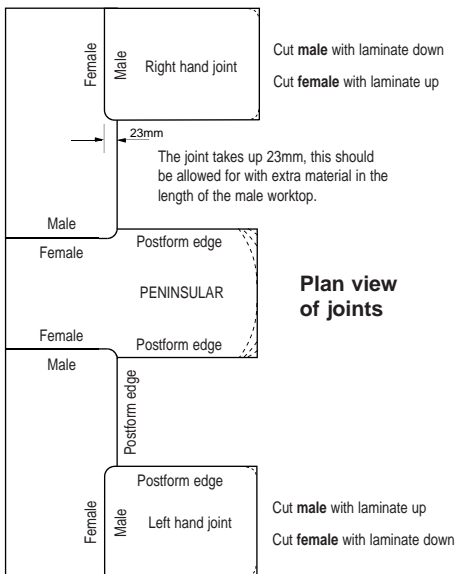 Female
Male
Right hand joint
Cut male with laminate down
Cut female with laminate up
23mm
The joint takes up 23mm, this should
be allowed for with extra material in the
length of the male worktop.
Male
Female
Postform edge
PENINSULAR
Plan view
of joints
Female
Male
Postform edge
Postform edge
Postform edge
Female
Male
Left hand joint
Cut male with laminate up
Cut female with laminate down